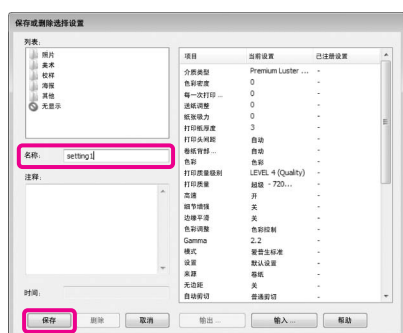 保存或删除选择设置
列表:
照片
美术
校样
海报
其他
无显示
名称: setting1
注释:
时间:
项目 当前设置 已注册设置
介质类型 Premium Luster ... -
色彩密度 0 -
每一次打印 ... 0 -
送纸调整 0 -
纸张吸力 0 -
打印纸厚度 3 -
打印头间距 自动 -
卷纸背部 ... 自动 -
色彩 色彩 -
打印质量级别 LEVEL 4 (Quality) -
打印质量 超级 - 720... -
高速 开 -
细节增强 关 -
边缘平滑 关 -
色彩调整 色彩控制 -
Gamma 2.2 -
模式 爱普生标准 -
设置 默认设置 -
来源 卷纸 -
无边距 关 -
自动剪切 普通剪切 -
保存 删除 取消 输出 ... 输入 ... 帮助